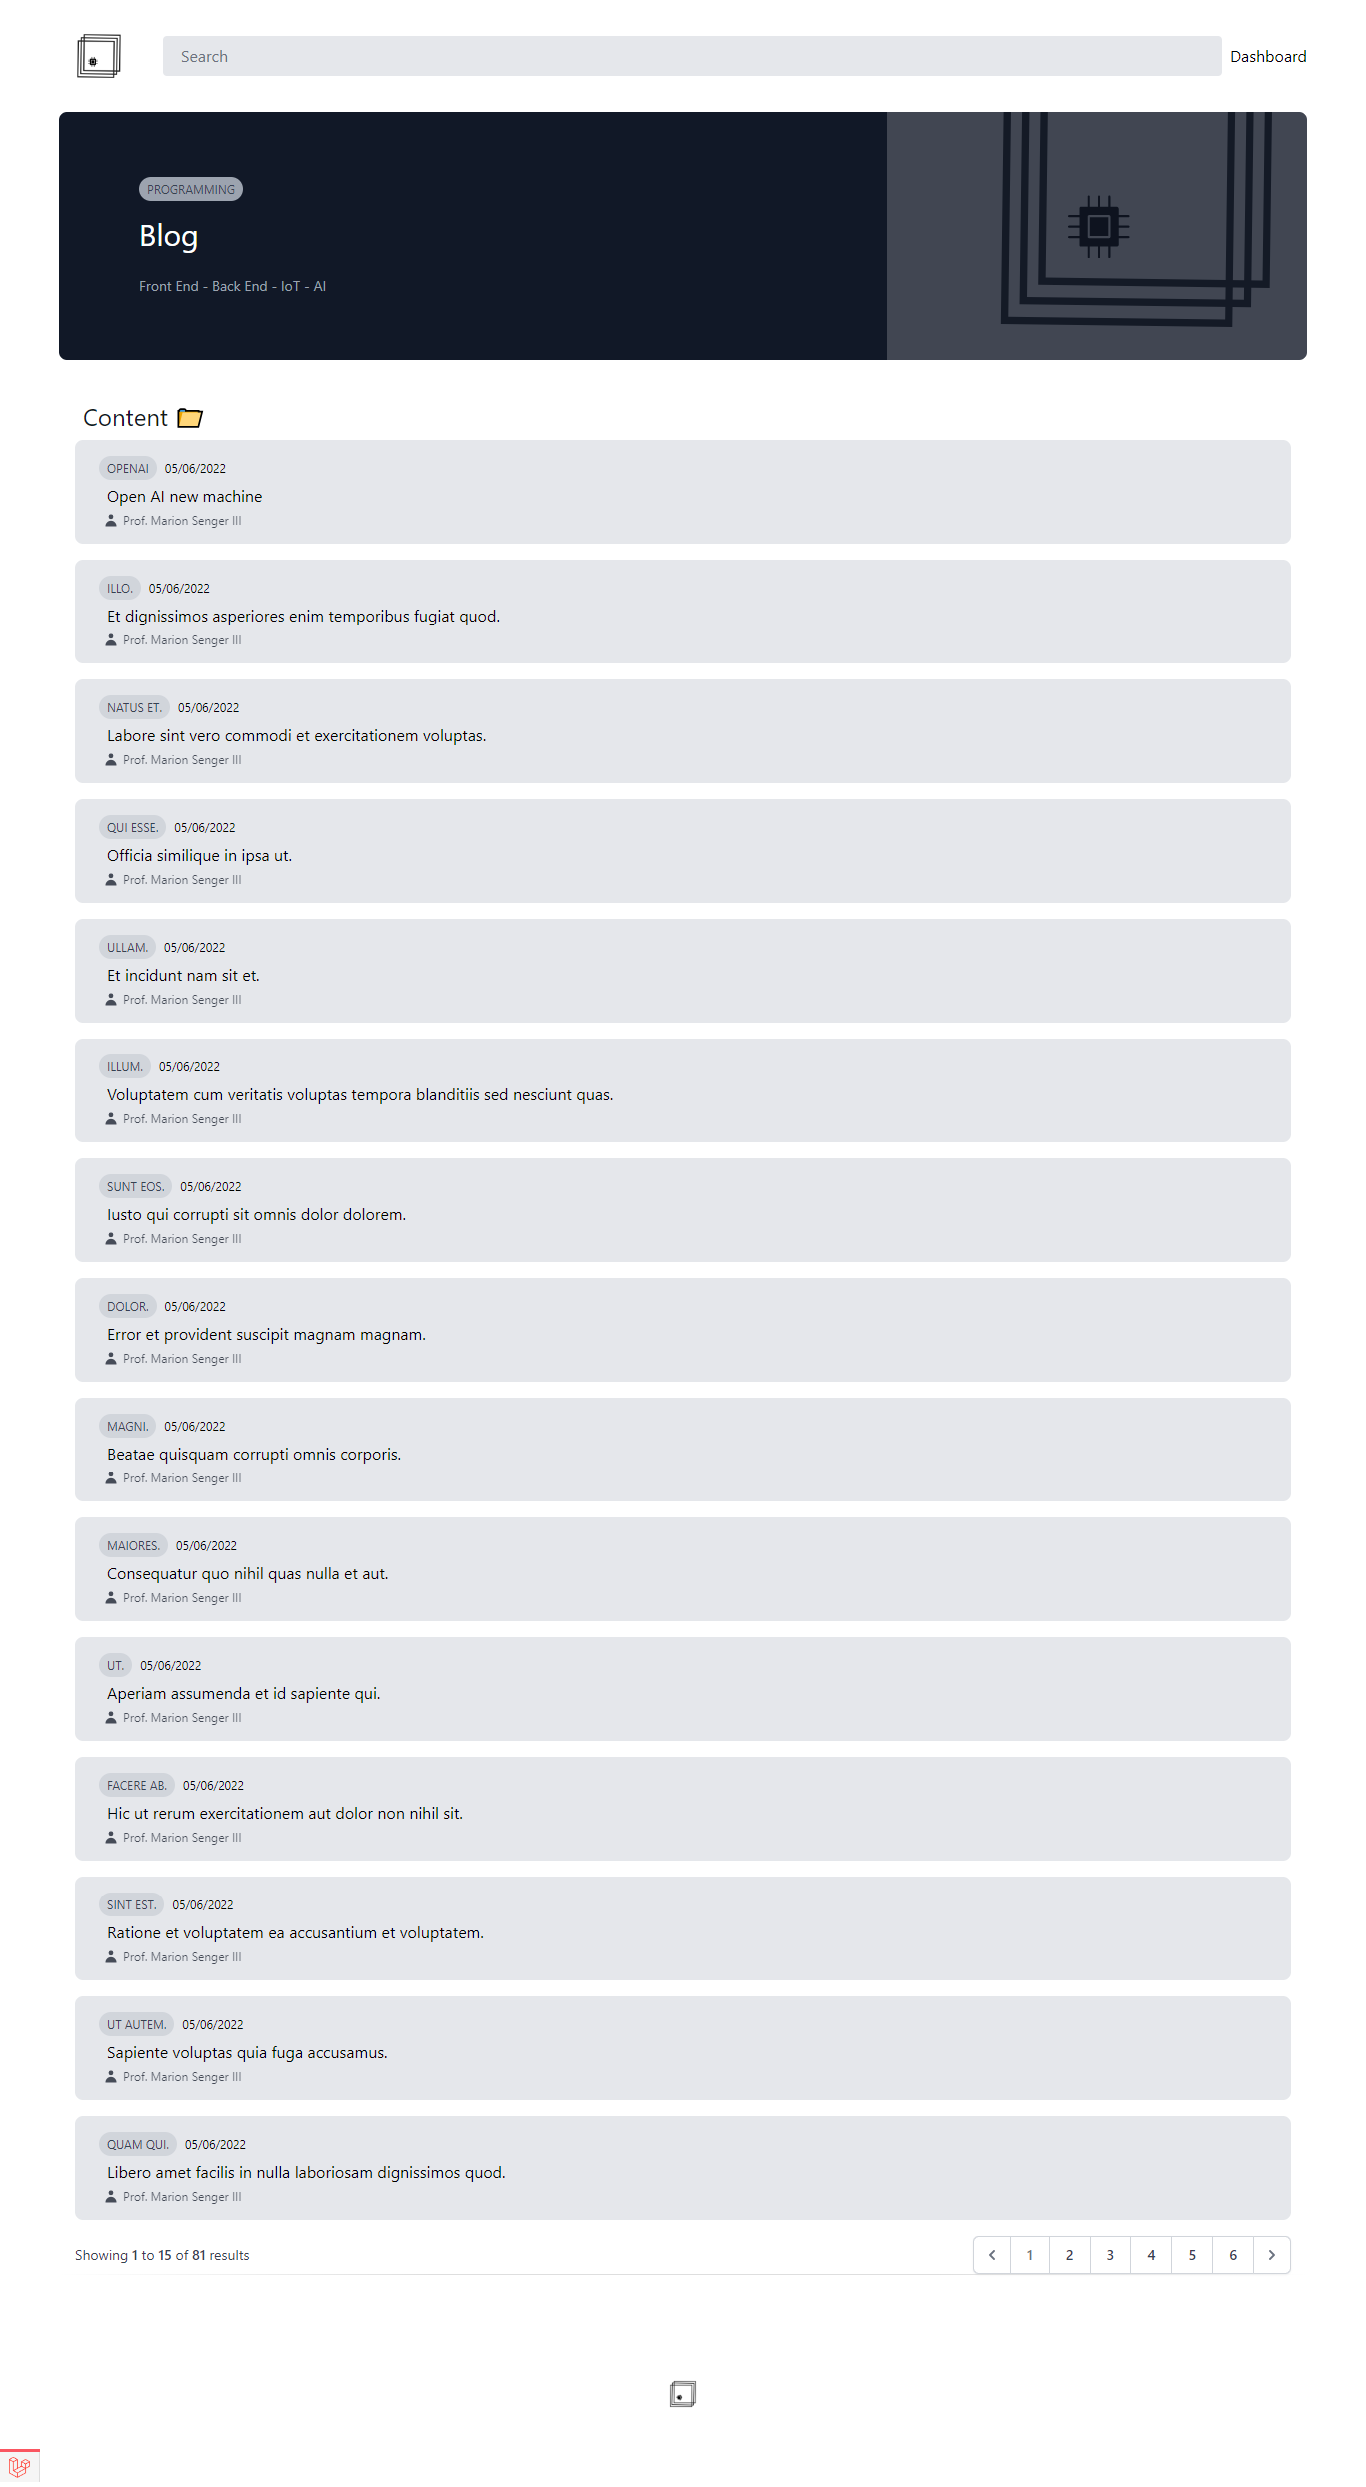 Search
Dashboard
PROGRAMMING
Blog
Front End - Back End - IoT - AI
Content
OPENAI 05/06/2022
Open AI new machine
Prof. Marion Senger III
ILLO. 05/06/2022
Et dignissimos asperiores enim temporibus fugiat quod.
Prof. Marion Senger III
NATUS ET. 05/06/2022
Labore sint vero commodi et exercitationem voluptas.
Prof. Marion Senger III
QUI ESSE. 05/06/2022
Officia similique in ipsa ut.
Prof. Marion Senger III
ULLAM. 05/06/2022
Et incidunt nam sit et.
Prof. Marion Senger III
ILLUM. 05/06/2022
Voluptatem cum veritatis voluptas tempora blanditiis sed nesciunt quas.
Prof. Marion Senger III
SUNT EOS. 05/06/2022
Iusto qui corrupti sit omnis dolor dolorem.
Prof. Marion Senger III
DOLOR. 05/06/2022
Error et provident suscipit magnam magnam.
Prof. Marion Senger III
MAGNI. 05/06/2022
Beatae quisquam corrupti omnis corporis.
Prof. Marion Senger III
MAIORES. 05/06/2022
Consequatur quo nihil quas nulla et aut.
Prof. Marion Senger III
UT. 05/06/2022
Aperiam assumenda et id sapiente qui.
Prof. Marion Senger III
FACERE AB. 05/06/2022
Hic ut rerum exercitationem aut dolor non nihil sit.
Prof. Marion Senger III
SINT EST. 05/06/2022
Ratione et voluptatem ea accusantium et voluptatem.
Prof. Marion Senger III
UT AUTEM. 05/06/2022
Sapiente voluptas quia fuga accusamus.
Prof. Marion Senger III
QUAM QUI. 05/06/2022
Libero amet facilis in nulla laboriosam dignissimos quod.
Prof. Marion Senger III
Showing 1 to 15 of 81 results
1 2 3 4 5 6